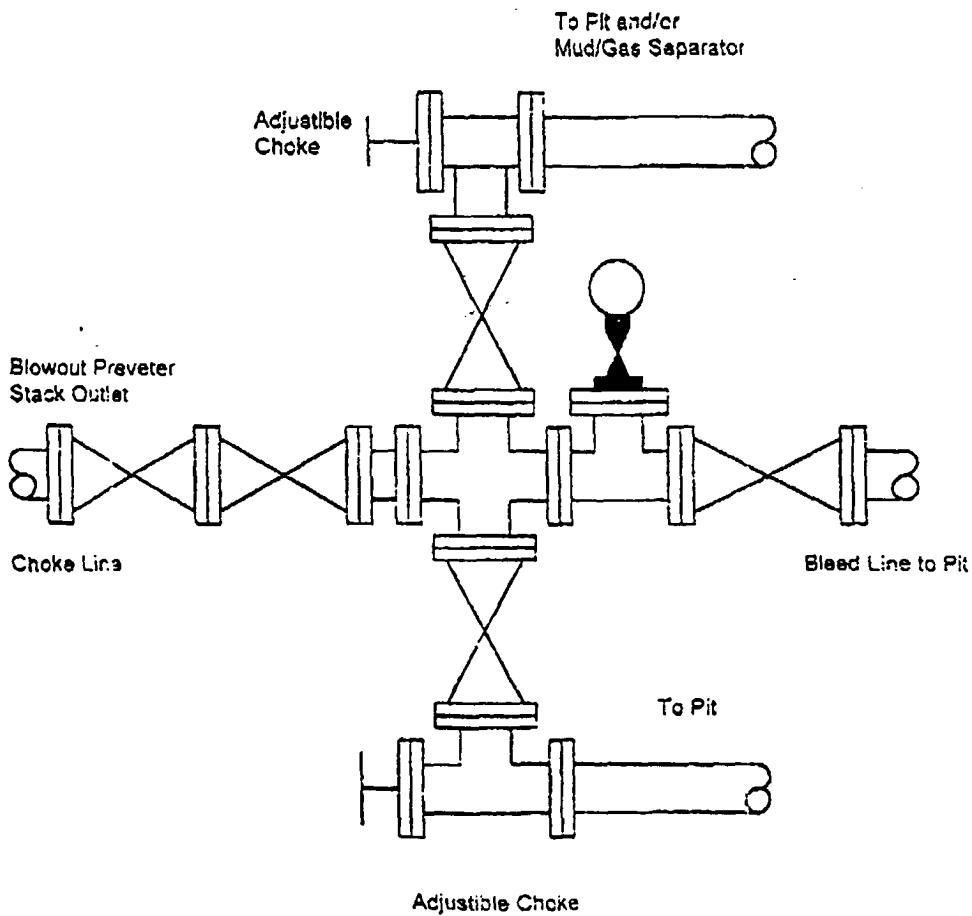 To Pit and/or
Mud/Gas Separator
Adjustible
Choke
Blowout Preveter
Stack Outlet
Choke Line
Bleed Line to Pit
To Pit
Adjustible Choke